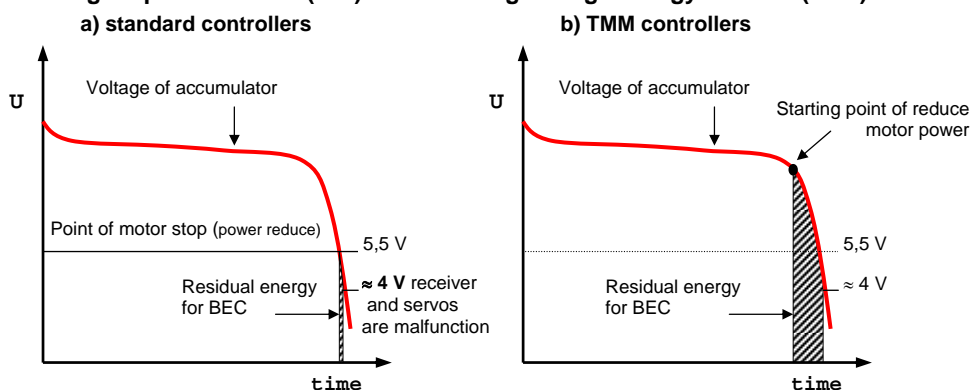 a) standard controllers
b) TMM controllers
U
Voltage of accumulator
Point of motor stop (power reduce)
5,5 V
Residual energy
for BEC
≈ 4 V receiver
and servos
are malfunction
time
U
Voltage of accumulator
Starting point of reduce
motor power
5,5 V
Residual energy
for BEC
≈ 4 V
time